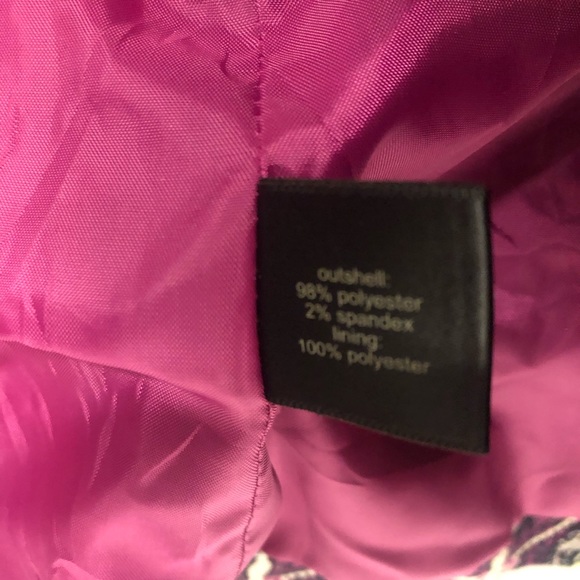 outshell:
98% polyester
2% spandex
lining:
100% polyester